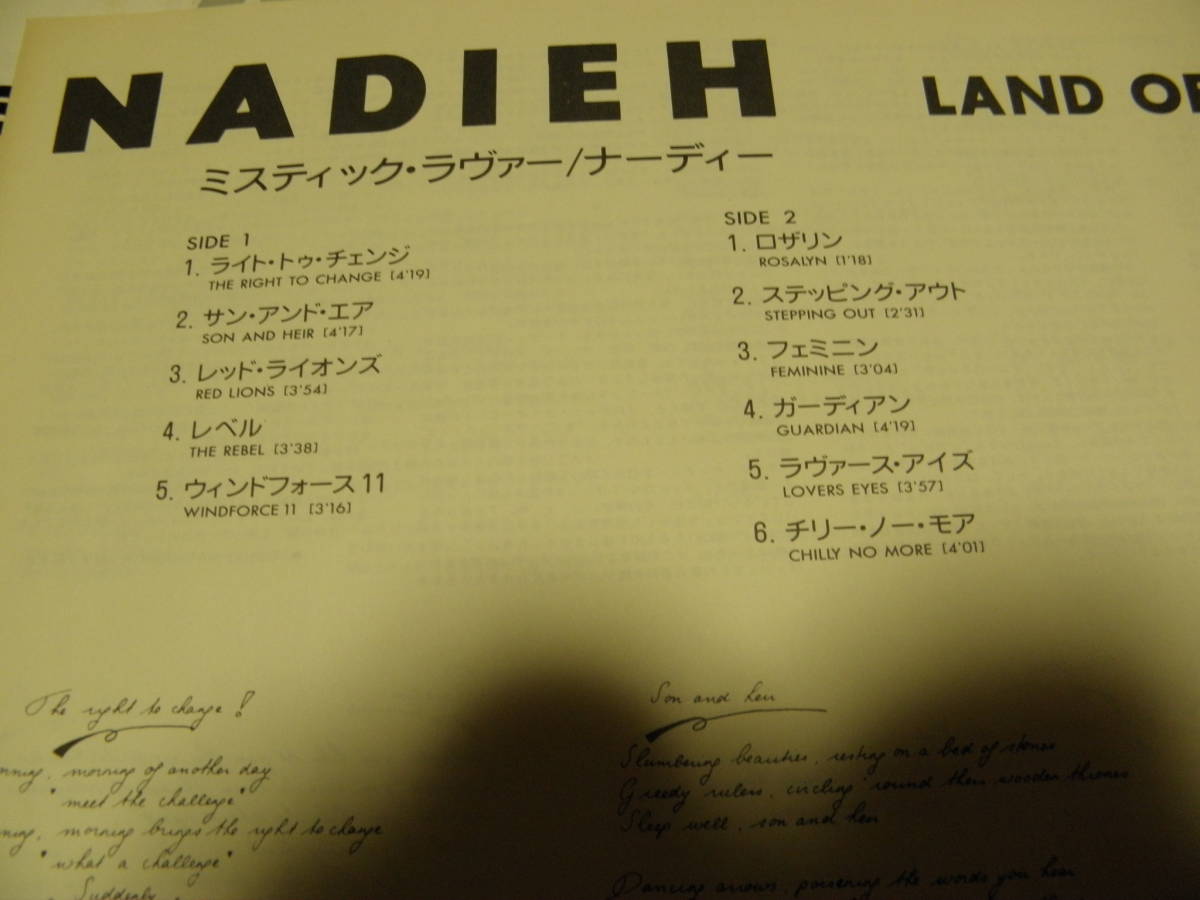 NADIEH
LAND OF
ミスティック・ラヴァー/ナーディー
SIDE 1
1. ライト・トゥ・チェンジ
THE RIGHT TO CHANGE [4'19]
2. サン・アンド・エア
SON AND HEIR [4'17]
3. レッド・ライオンズ
RED LIONS [3'54]
4. レベル
THE REBEL [3'38]
5. ウィンドフォース11
WINDFORCE 11 [3'16]
SIDE 2
1. ロザリン
ROSALYN [1'18]
2. ステッピング・アウト
STEPPING OUT [2'31]
3. フェミニン
FEMININE [3'04]
4. ガーディアン
GUARDIAN [4'19]
5. ラヴァース・アイズ
LOVERS EYES [3'57]
6. チリー・ノー・モア
CHILLY NO MORE [4'01]
The right to change!
morning of another day
"meet the challenge"
morning brings the right to change
"what a challenge"
Suddenly
Son and heir
Slumbering beauties, resting on a bed of stones
Greedy rulers, circling 'round their wooden thrones
Sleep well, son and heir
Dancing arrows, poisening the words you hear